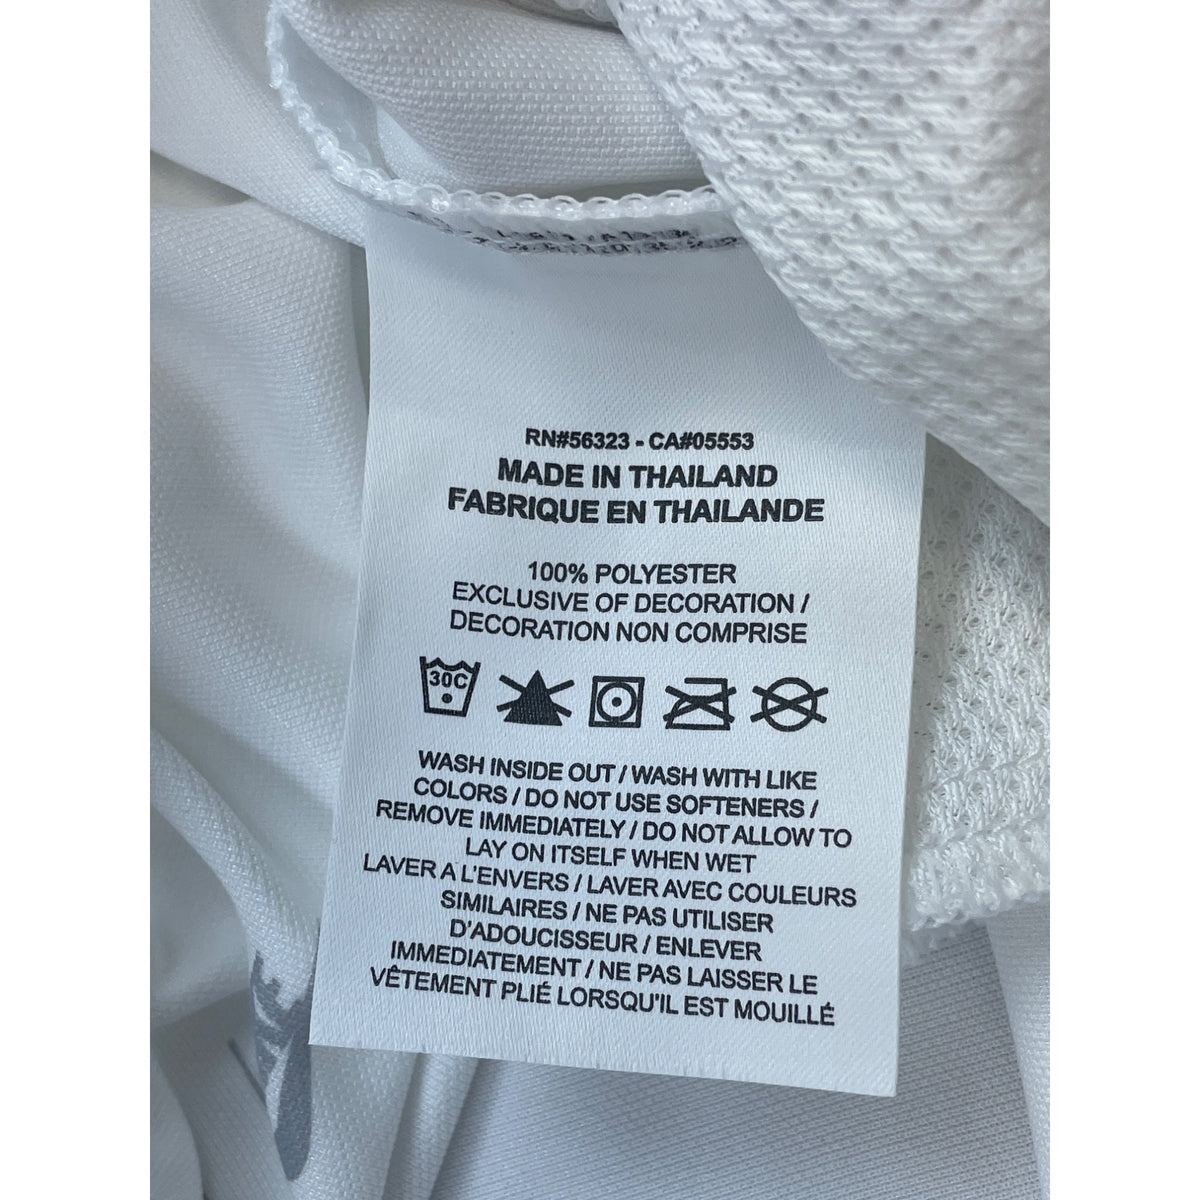 RN#56323 - CA#05553
MADE IN THAILAND
FABRIQUE EN THAILANDE
100% POLYESTER
EXCLUSIVE OF DECORATION /
DECORATION NON COMPRISE
30C
WASH INSIDE OUT / WASH WITH LIKE
COLORS / DO NOT USE SOFTENERS /
REMOVE IMMEDIATELY / DO NOT ALLOW TO
LAY ON ITSELF WHEN WET
LAVER A L'ENVERS / LAVER AVEC COULEURS
SIMILAIRES / NE PAS UTILISER
D'ADOUCISSEUR / ENLEVER
IMMEDIATEMENT / NE PAS LAISSER LE
VÊTEMENT PLIÉ LORSQU'IL EST MOUILLÉ